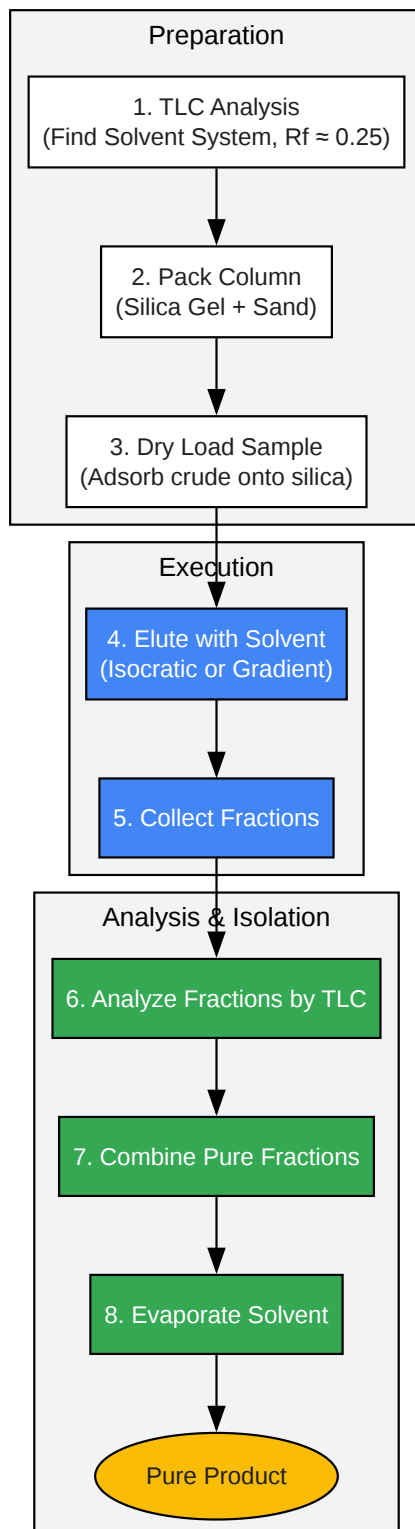 Preparation
1. TLC Analysis
(Find Solvent System, Rf ≈ 0.25)
2. Pack Column
(Silica Gel + Sand)
3. Dry Load Sample
(Adsorb crude onto silica)
Execution
4. Elute with Solvent
(Isocratic or Gradient)
5. Collect Fractions
Analysis & Isolation
6. Analyze Fractions by TLC
7. Combine Pure Fractions
8. Evaporate Solvent
Pure Product